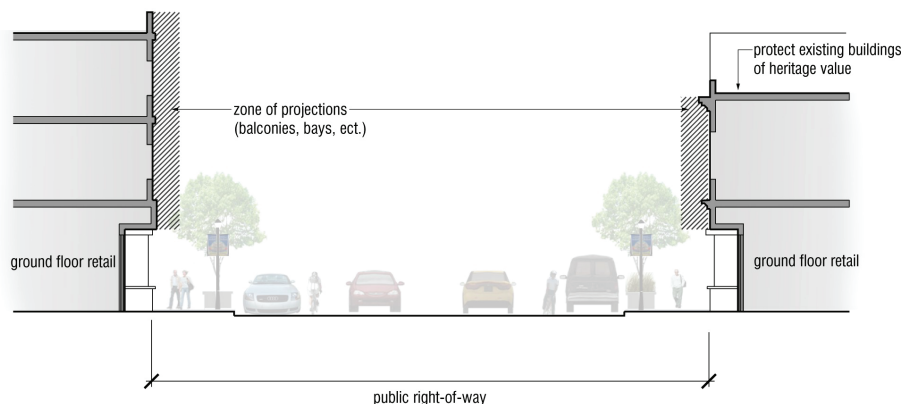 protect existing buildings
of heritage value
zone of projections
(balconies, bays, ect.)
ground floor retail
ground floor retail
public right-of-way